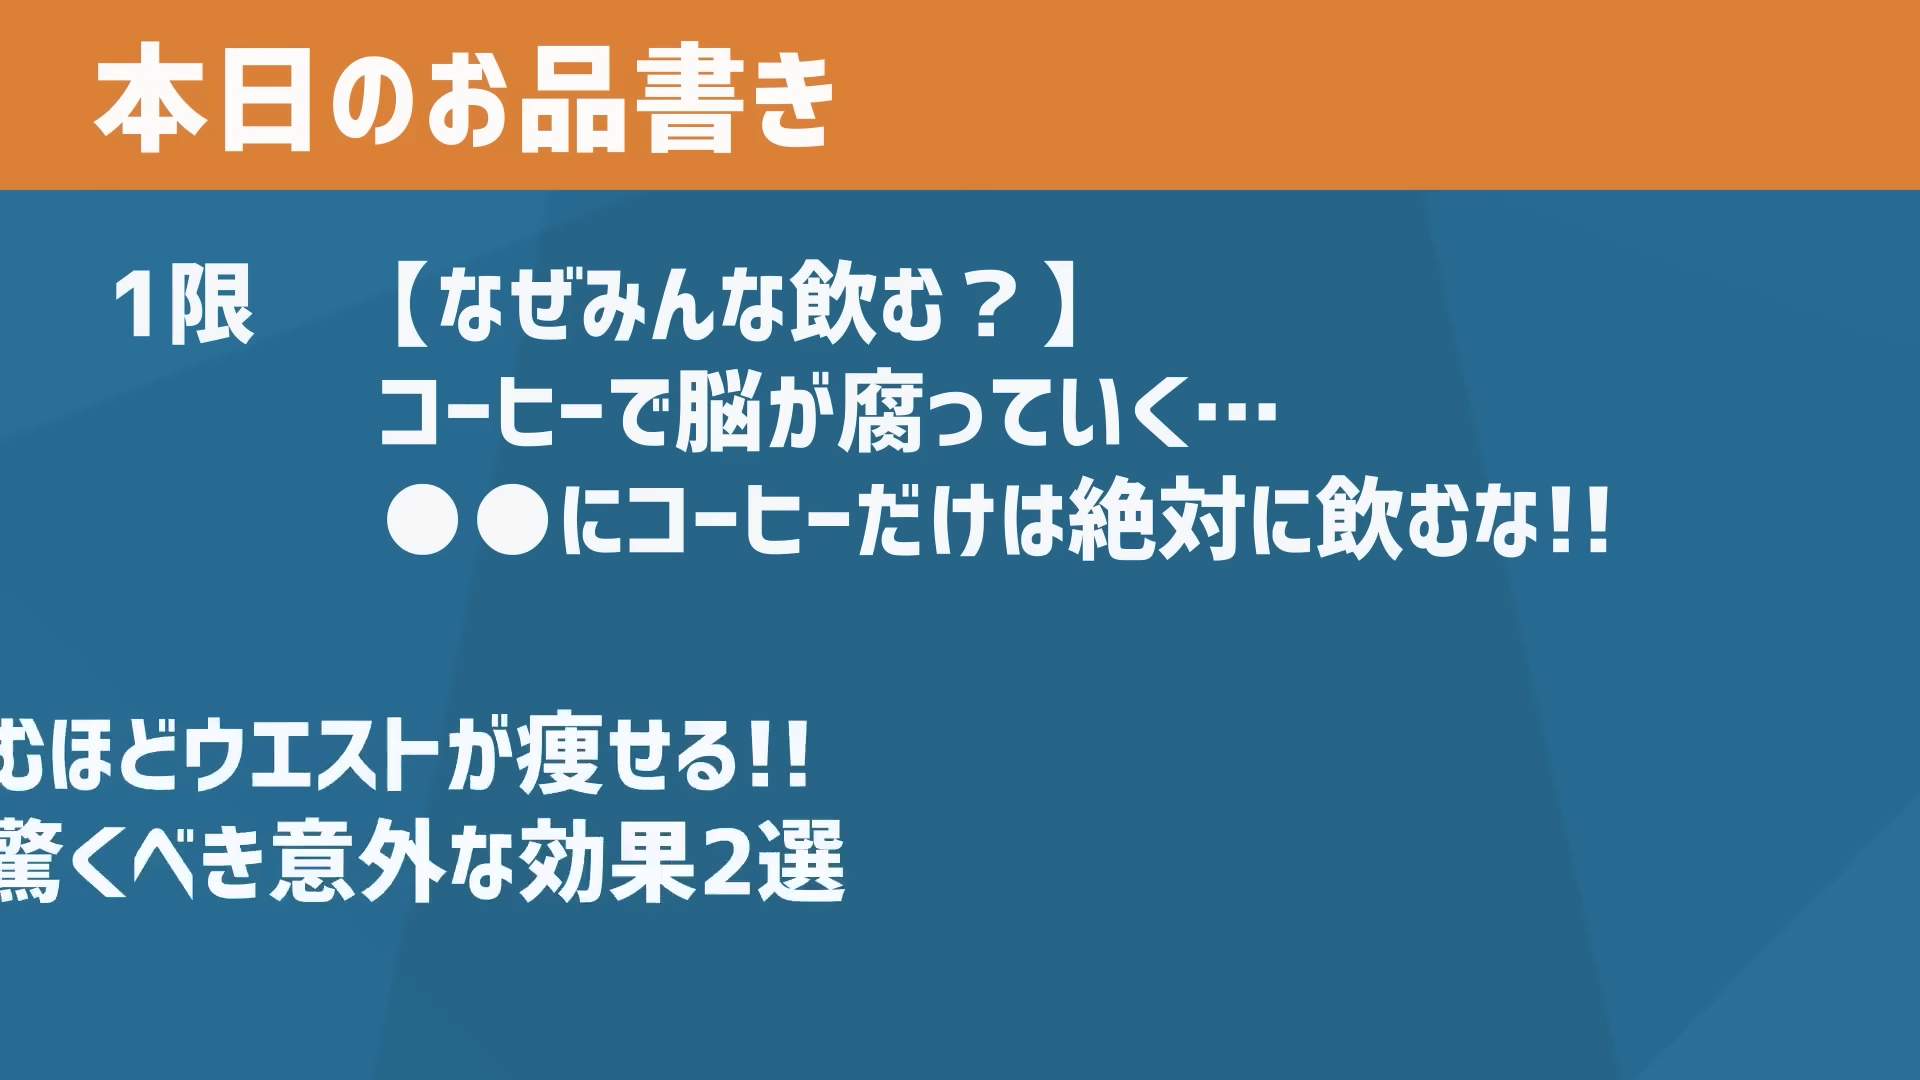 本日のお品書き
1限 【なぜみんな飲む？】
コーヒーで脳が腐っていく…
●●にコーヒーだけは絶対に飲むな!!
むほどウエストが痩せる!!
驚くべき意外な効果2選